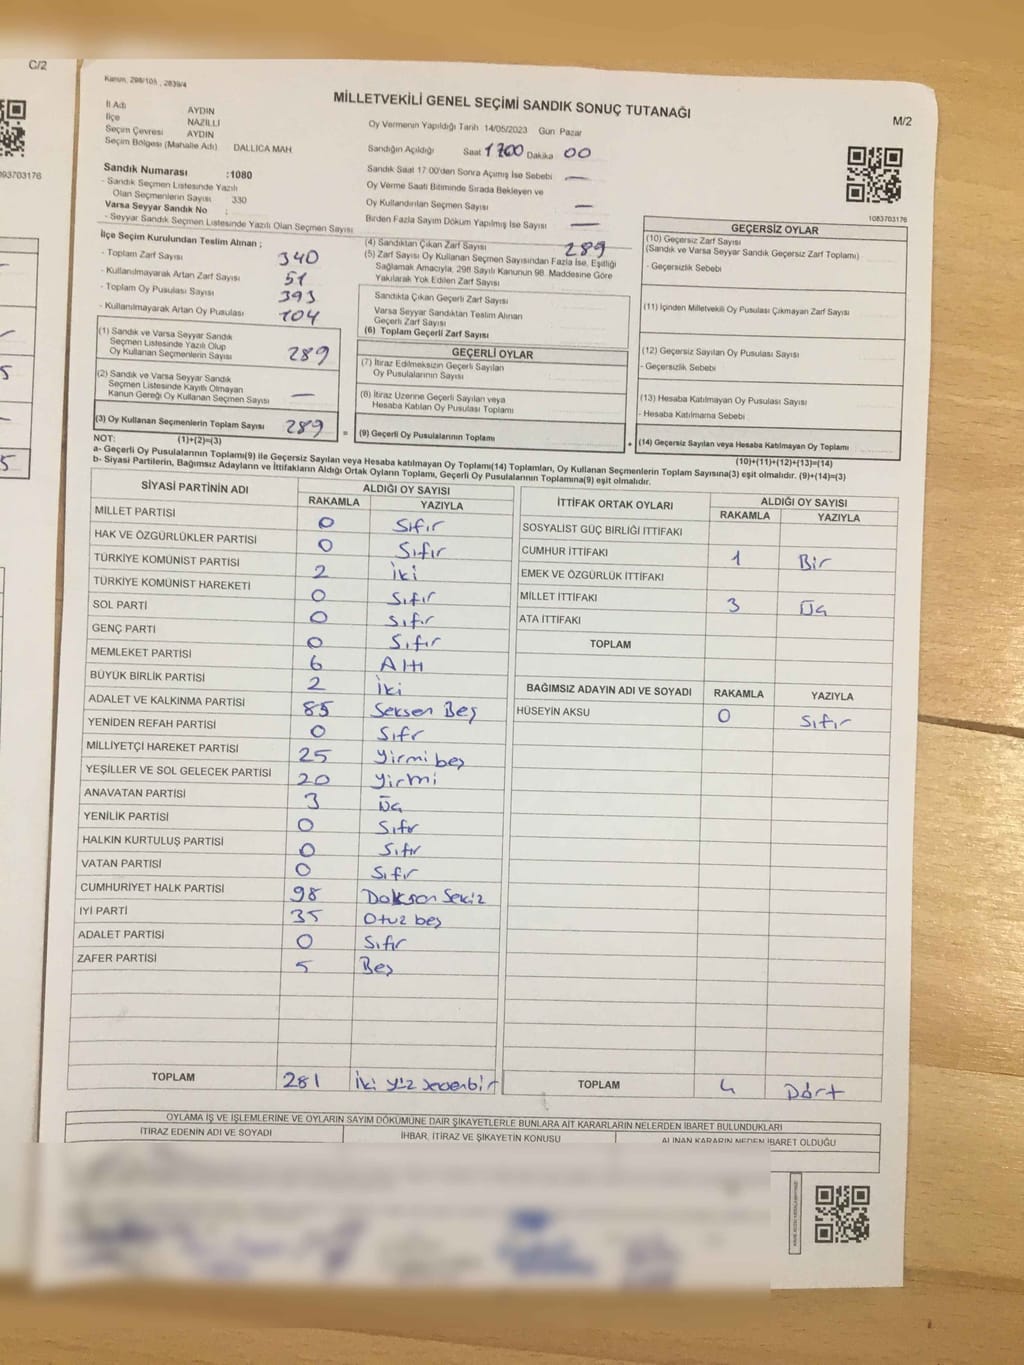 C/2
093703176
5
5
Kanun, 298/105 , 2839/4
MİLLETVEKİLİ GENEL SEÇİMİ SANDIK SONUÇ TUTANAĞI
M/2
İl Adı AYDIN
İlçe NAZİLLİ
Seçim Çevresi AYDIN
Seçim Bölgesi (Mahalle Adı) DALLICA MAH
Oy Vermenin Yapıldığı Tarih 14/05/2023 Gün Pazar
Sandığın Açıldığı Saat 1700 Dakika 00
Sandık Numarası :1080
- Sandık Seçmen Listesinde Yazılı
Olan Seçmenlerin Sayısı : 330
Varsa Seyyar Sandık No :
- Seyyar Sandık Seçmen Listesinde Yazılı Olan Seçmen Sayısı
Sandık Saat 17:00'den Sonra Açılmış İse Sebebi —
Oy Verme Saati Bitiminde Sırada Bekleyen ve
Oy Kullandırılan Seçmen Sayısı —
Birden Fazla Sayım Döküm Yapılmış İse Sayısı —
1083703176
İlçe Seçim Kurulundan Teslim Alınan ;
- Toplam Zarf Sayısı 340
- Kullanılmayarak Artan Zarf Sayısı 51
- Toplam Oy Pusulası Sayısı 393
- Kullanılmayarak Artan Oy Pusulası 104
(1) Sandık ve Varsa Seyyar Sandık
Seçmen Listesinde Yazılı Olup
Oy Kullanan Seçmenlerin Sayısı 289
(2) Sandık ve Varsa Seyyar Sandık
Seçmen Listesinde Kayıtlı Olmayan
Kanun Gereği Oy Kullanan Seçmen Sayısı —
(3) Oy Kullanan Seçmenlerin Toplam Sayısı 289
(1)+(2)=(3)
(4) Sandıktan Çıkan Zarf Sayısı 289
(5) Zarf Sayısı Oy Kullanan Seçmen Sayısından Fazla İse, Eşitliği
Sağlamak Amacıyla, 298 Sayılı Kanunun 98. Maddesine Göre
Yakılarak Yok Edilen Zarf Sayısı
Sandıkta Çıkan Geçerli Zarf Sayısı
Varsa Seyyar Sandıktan Teslim Alınan
Geçerli Zarf Sayısı
(6) Toplam Geçerli Zarf Sayısı
GEÇERLİ OYLAR
(7) İtiraz Edilmeksizin Geçerli Sayılan
Oy Pusulalarının Sayısı
(8) İtiraz Üzerine Geçerli Sayılan veya
Hesaba Katılan Oy Pusulası Toplamı
= (9) Geçerli Oy Pusulalarının Toplamı
GEÇERSİZ OYLAR
(10) Geçersiz Zarf Sayısı
(Sandık ve Varsa Seyyar Sandık Geçersiz Zarf Toplamı)
- Geçersizlik Sebebi
(11) İçinden Milletvekili Oy Pusulası Çıkmayan Zarf Sayısı
(12) Geçersiz Sayılan Oy Pusulası Sayısı
- Geçersizlik Sebebi
(13) Hesaba Katılmayan Oy Pusulası Sayısı
- Hesaba Katılmama Sebebi
+ (14) Geçersiz Sayılan veya Hesaba Katılmayan Oy Toplamı
(10)+(11)+(12)+(13)=(14)
NOT:
a- Geçerli Oy Pusulası Toplamı(9) ile Geçersiz Sayılan veya Hesaba katılmayan Oy Toplamı(14) Toplamları, Oy Kullanan Seçmenlerin Toplam Sayısına(3) eşit olmalıdır. (9)+(14)=(3)
b- Siyasi Partilerin, Bağımsız Adayların ve İttifakların Aldığı Ortak Oyların Toplamı, Geçerli Oy Pusulalarının Toplamına(9) eşit olmalıdır.
SİYASİ PARTİNİN ADI ALDIĞI OY SAYISI
RAKAMLA YAZIYLA
MİLLET PARTİSİ 0 Sıfır
HAK VE ÖZGÜRLÜKLER PARTİSİ 0 Sıfır
TÜRKİYE KOMÜNİST PARTİSİ 2 İki
TÜRKİYE KOMÜNİST HAREKETİ 0 Sıfır
SOL PARTİ 0 Sıfır
GENÇ PARTİ 0 Sıfır
MEMLEKET PARTİSİ 6 Altı
BÜYÜK BİRLİK PARTİSİ 2 İki
ADALET VE KALKINMA PARTİSİ 85 Seksen Beş
YENİDEN REFAH PARTİSİ 0 Sıfr
MİLLİYETÇİ HAREKET PARTİSİ 25 Yirmi beş
YEŞİLLER VE SOL GELECEK PARTİSİ 20 Yirmi
ANAVATAN PARTİSİ 3 Üç
YENİLİK PARTİSİ 0 Sıfır
HALKIN KURTULUŞ PARTİSİ 0 Sıfır
VATAN PARTİSİ 0 Sıfır
CUMHURİYET HALK PARTİSİ 98 Doksan Sekiz
İYİ PARTİ 35 Otuz beş
ADALET PARTİSİ 0 Sıfır
ZAFER PARTİSİ 5 Beş
TOPLAM 281 İki yüz seksenbir
İTTİFAK ORTAK OYLARI ALDIĞI OY SAYISI
RAKAMLA YAZIYLA
SOSYALİST GÜÇ BİRLİĞİ İTTİFAKI
CUMHUR İTTİFAKI 1 Bir
EMEK VE ÖZGÜRLÜK İTTİFAKI
MİLLET İTTİFAKI 3 Üç
ATA İTTİFAKI
TOPLAM
BAĞIMSIZ ADAYIN ADI VE SOYADI RAKAMLA YAZIYLA
HÜSEYİN AKSU 0 Sıfır
TOPLAM 4 Dört
OYLAMA İŞ VE İŞLEMLERİNE VE OYLARIN SAYIM DÖKÜMÜNE DAİR ŞİKAYETLERLE BUNLARA AİT KARARLARIN NELERDEN İBARET BULUNDUKLARI
İTİRAZ EDENİN ADI VE SOYADI İHBAR, İTİRAZ VE ŞİKAYETİN KONUSU ALINAN KARARIN NEDEN İBARET OLDUĞU